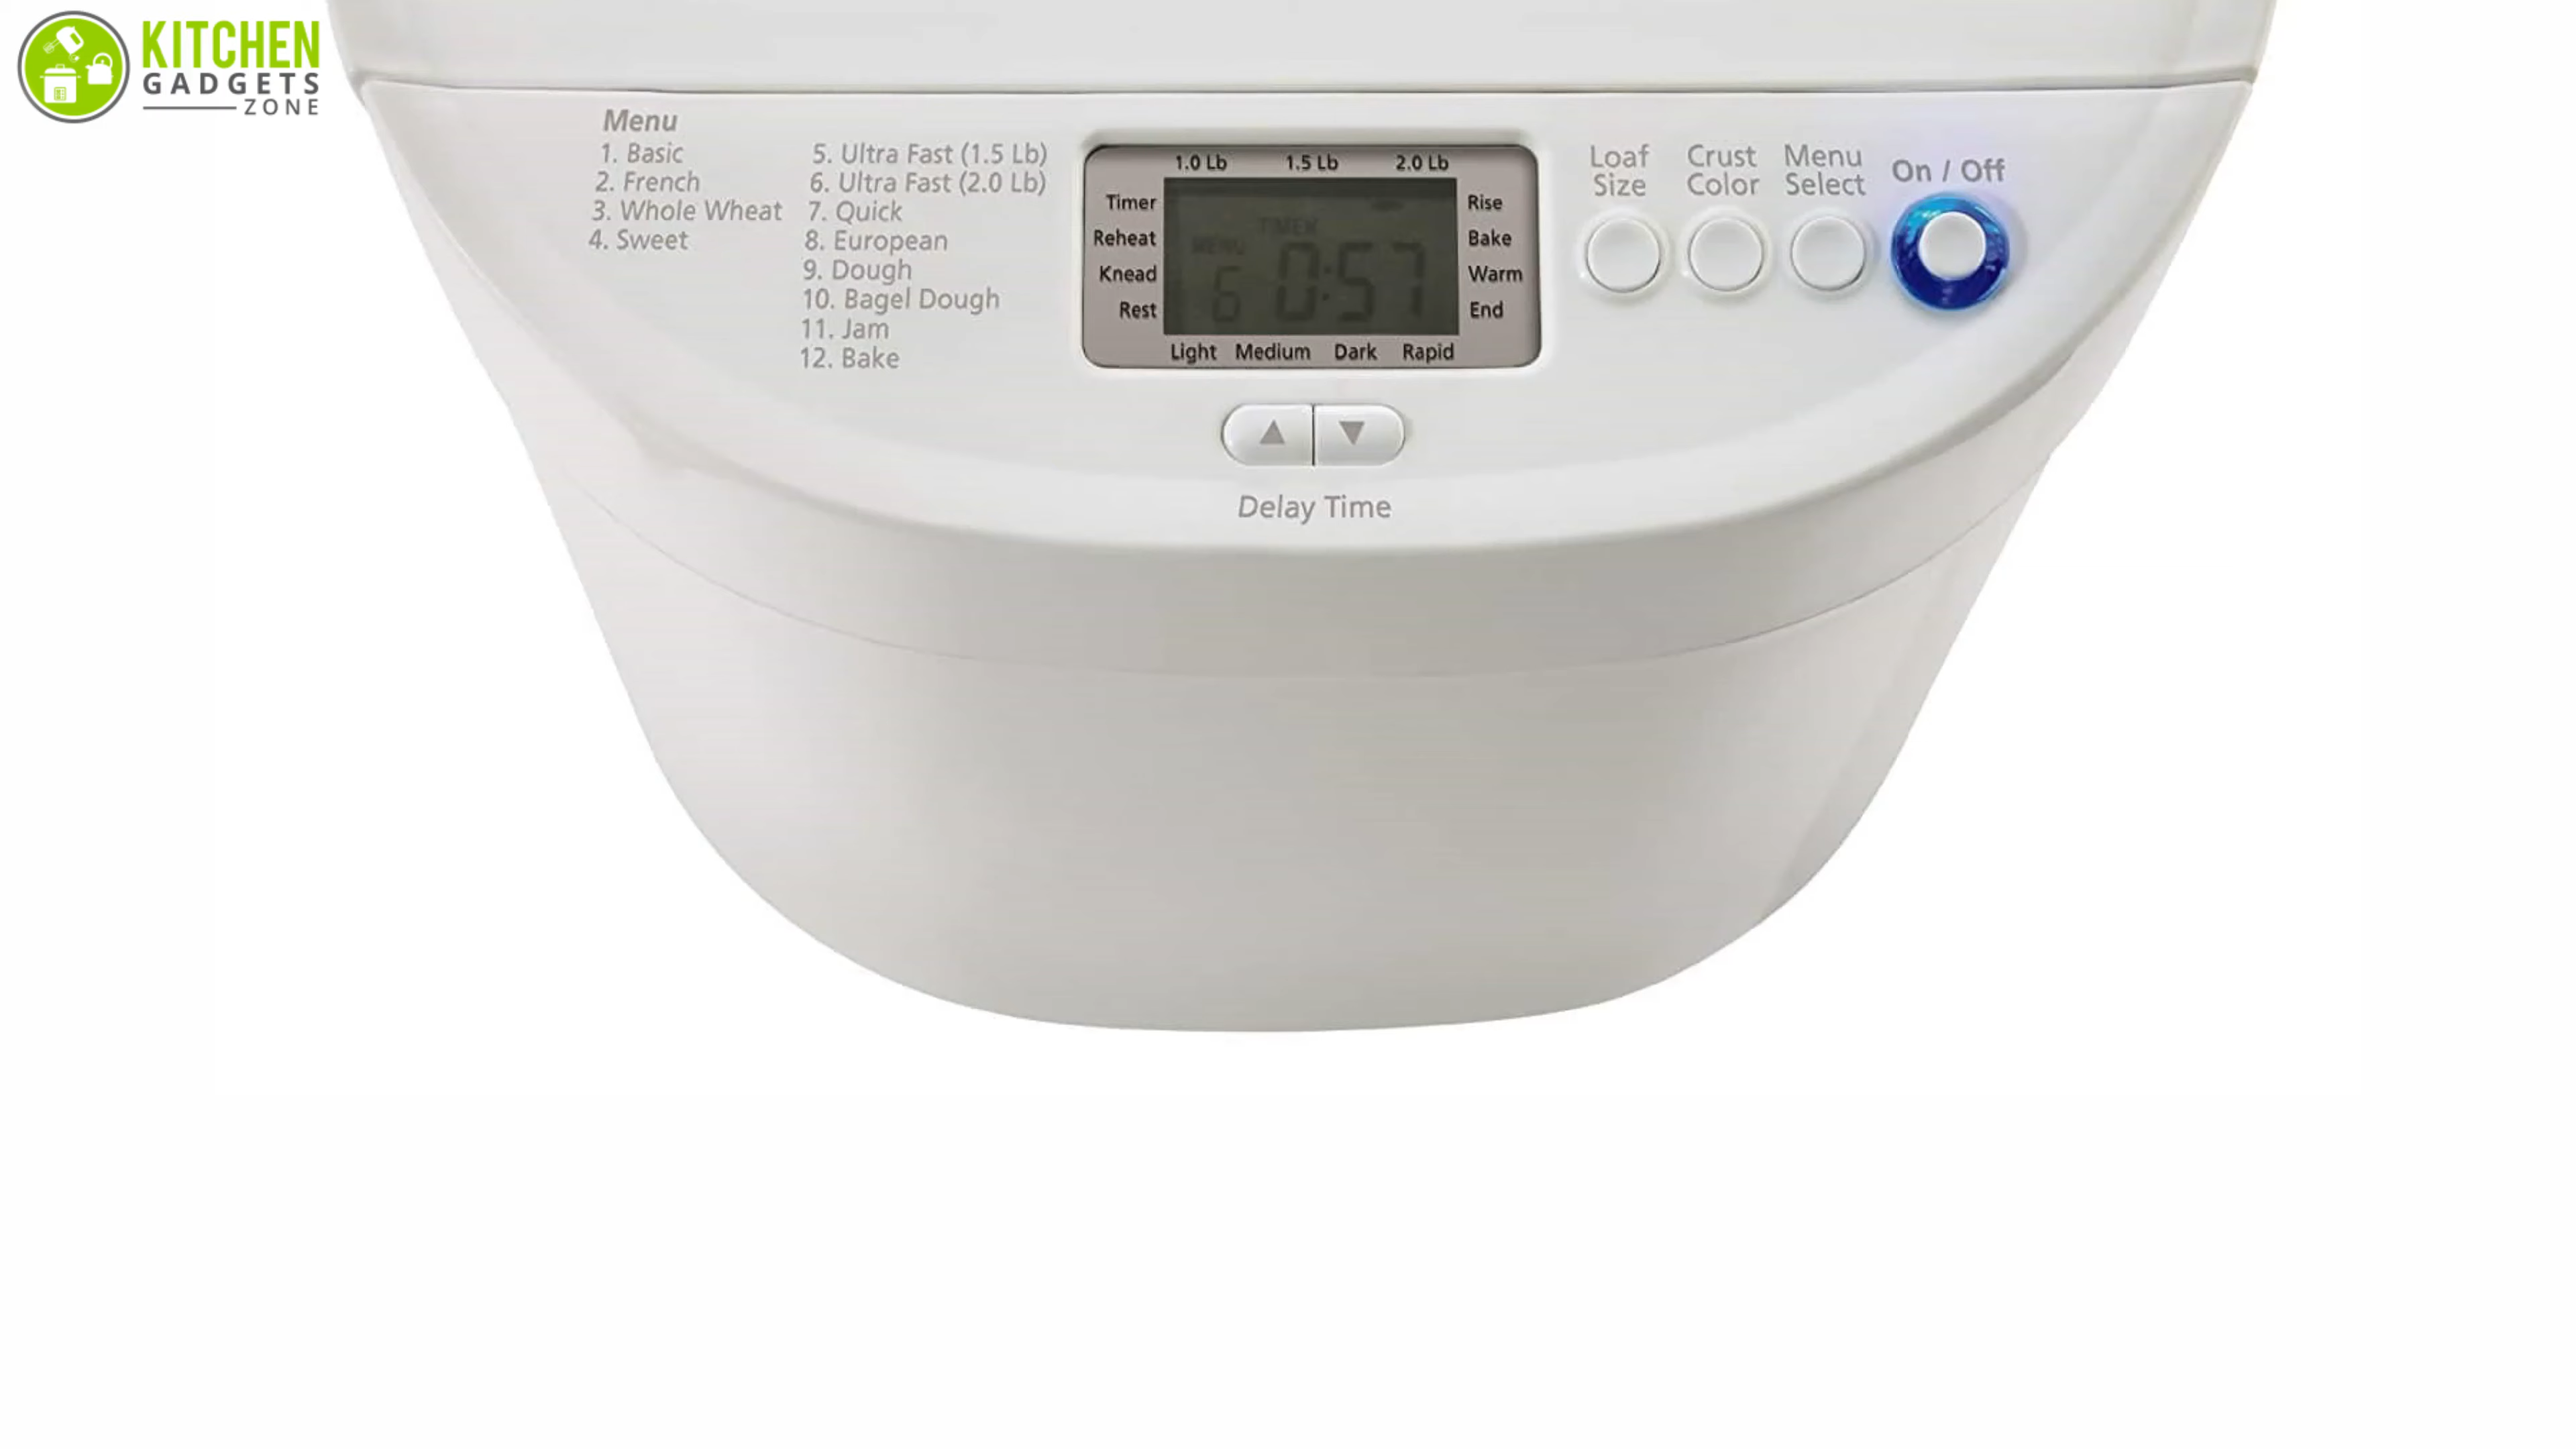 KITCHEN
GADGETS
ZONE
Menu
1. Basic
2. French
3. Whole Wheat
4. Sweet
5. Ultra Fast (1.5 Lb)
6. Ultra Fast (2.0 Lb)
7. Quick
8. European
9. Dough
10. Bagel Dough
11. Jam
12. Bake
1.0 Lb 1.5 Lb 2.0 Lb
Timer
Reheat
Knead
Rest
TIMER
MENU
6 0:57
Rise
Bake
Warm
End
Light Medium Dark Rapid
Loaf
Size
Crust
Color
Menu
Select
On / Off
Delay Time